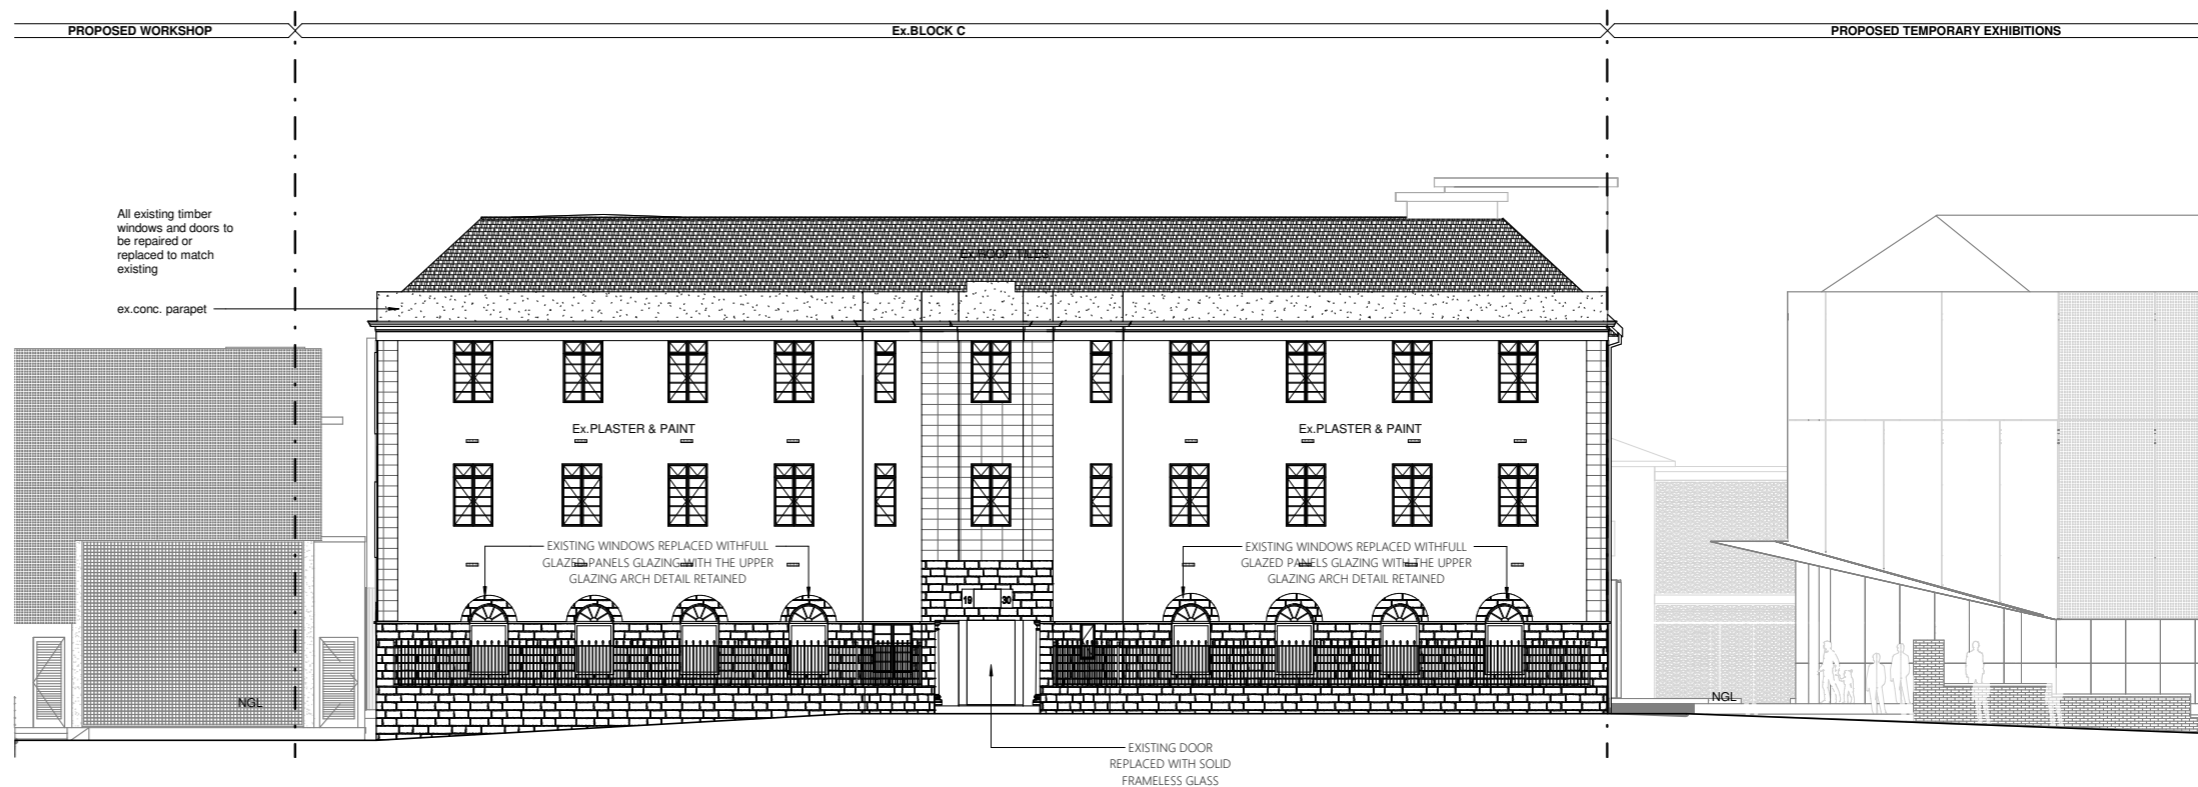 PROPOSED WORKSHOP
Ex.BLOCK C
PROPOSED TEMPORARY EXHIBITIONS
All existing timber
windows and doors to
be repaired or
replaced to match
existing
Ex.ROOF TILES
ex.conc. parapet
Ex.PLASTER & PAINT
Ex.PLASTER & PAINT
EXISTING WINDOWS REPLACED WITHFULL
GLAZED PANELS GLAZING WITH THE UPPER
GLAZING ARCH DETAIL RETAINED
EXISTING WINDOWS REPLACED WITHFULL
GLAZED PANELS GLAZING WITH THE UPPER
GLAZING ARCH DETAIL RETAINED
19 30
NGL
NGL
EXISTING DOOR
REPLACED WITH SOLID
FRAMELESS GLASS